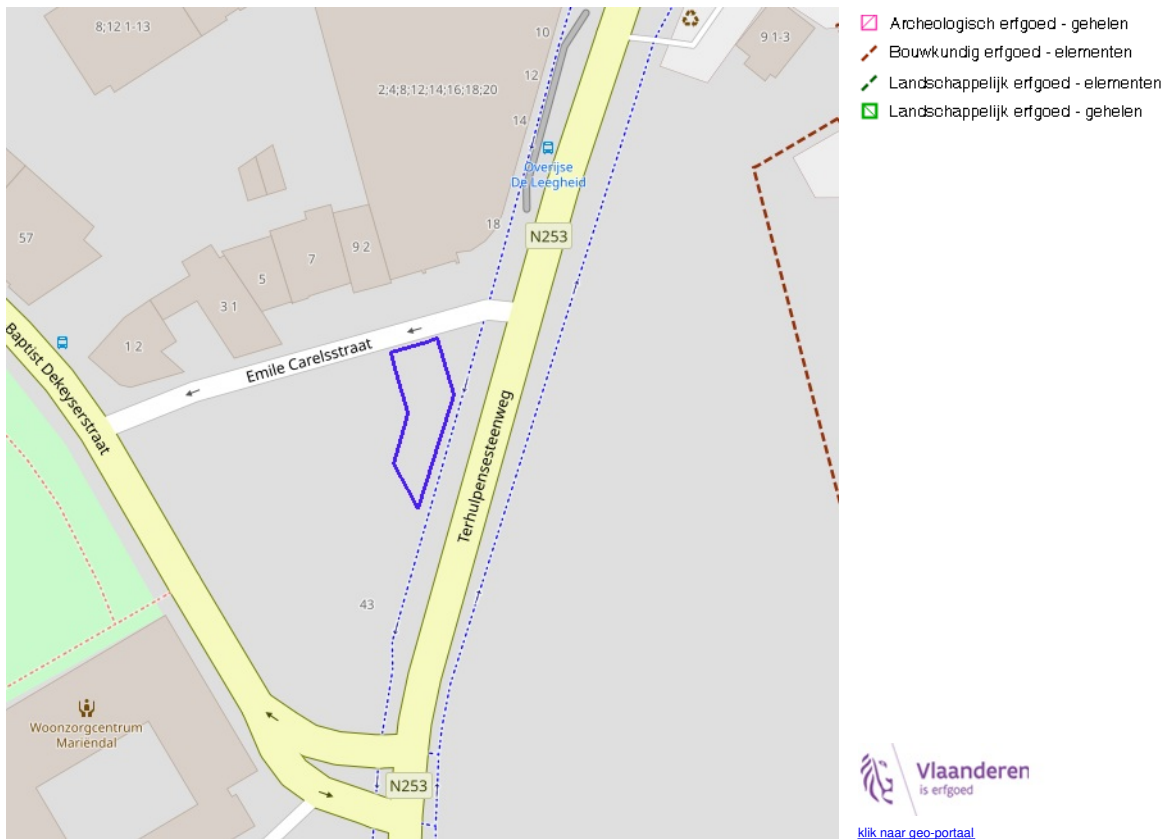 8;12 1-13
10
9 1-3
2;4;8;12;14;16;18;20
12
14
Overijse
De Leegheid
18
57
N253
9 2
7
5
3 1
1 2
Emile Carelsstraat
Baptist Dekeyserstraat
Terhulpensesteenweg
43
Woonzorgcentrum
Mariëndal
N253
Archeologisch erfgoed - gehelen
Bouwkundig erfgoed - elementen
Landschappelijk erfgoed - elementen
Landschappelijk erfgoed - gehelen
Vlaanderen
is erfgoed
klik naar geo-portaal